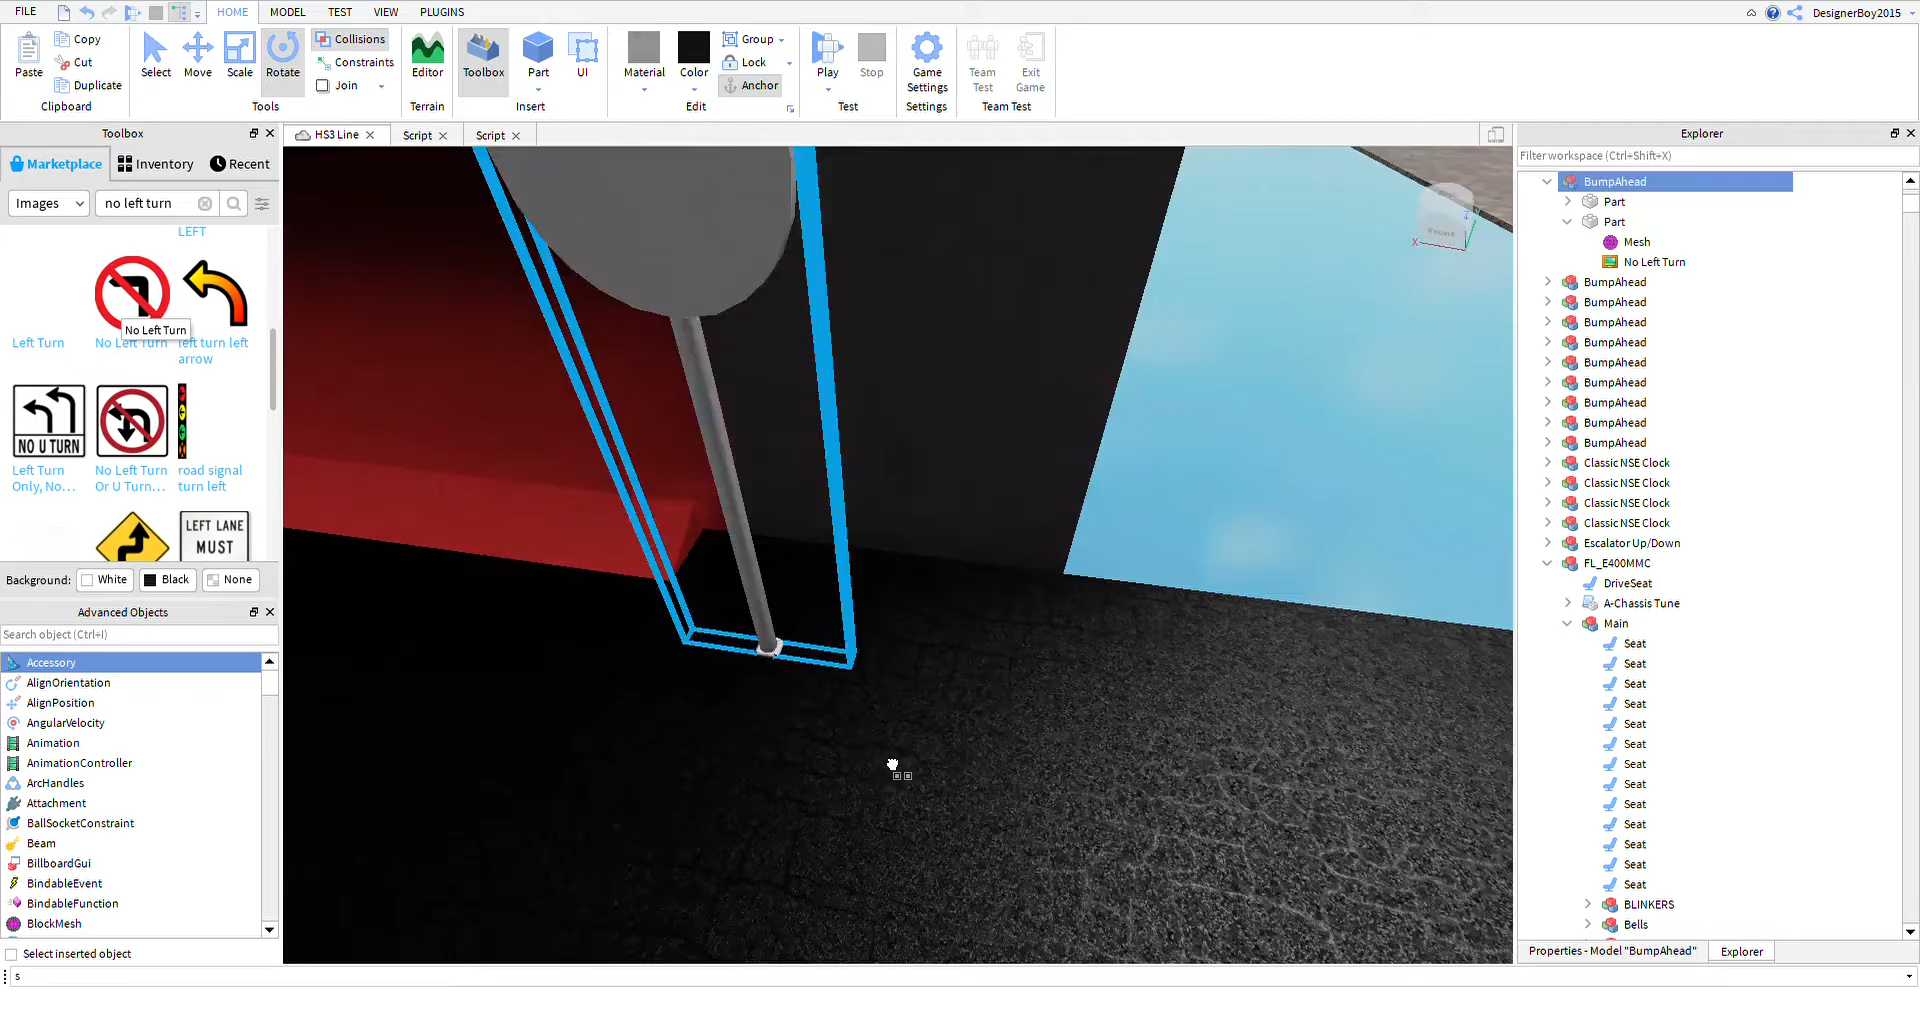 FILE HOME MODEL TEST VIEW PLUGINS DesignerBoy2015
Copy Cut Duplicate Paste Clipboard
Select Move Scale Rotate Tools
Collisions Constraints Join
Editor Terrain
Toolbox Part UI Insert
Material Color Group Lock Anchor Edit
Play Stop Test
Game Settings Settings
Team Test Exit Game Team Test
Toolbox
Marketplace Inventory Recent
Images no left turn
LEFT
No Left Turn
Left Turn No Left Turn left turn left arrow
NO U TURN
Left Turn Only, No... No Left Turn Or U Turn... road signal turn left
LEFT LANE
MUST
Background: White Black None
Advanced Objects
Search object (Ctrl+I)
Accessory
AlignOrientation
AlignPosition
AngularVelocity
Animation
AnimationController
ArcHandles
Attachment
BallSocketConstraint
Beam
BillboardGui
BindableEvent
BindableFunction
BlockMesh
Select inserted object
s
HS3 Line Script Script
X
Explorer
Filter workspace (Ctrl+Shift+X)
BumpAhead
Part
Part
Mesh
No Left Turn
BumpAhead
BumpAhead
BumpAhead
BumpAhead
BumpAhead
BumpAhead
BumpAhead
BumpAhead
BumpAhead
Classic NSE Clock
Classic NSE Clock
Classic NSE Clock
Classic NSE Clock
Escalator Up/Down
FL_E400MMC
DriveSeat
A-Chassis Tune
Main
Seat
Seat
Seat
Seat
Seat
Seat
Seat
Seat
Seat
Seat
Seat
Seat
Seat
BLINKERS
Bells
Properties - Model "BumpAhead" Explorer